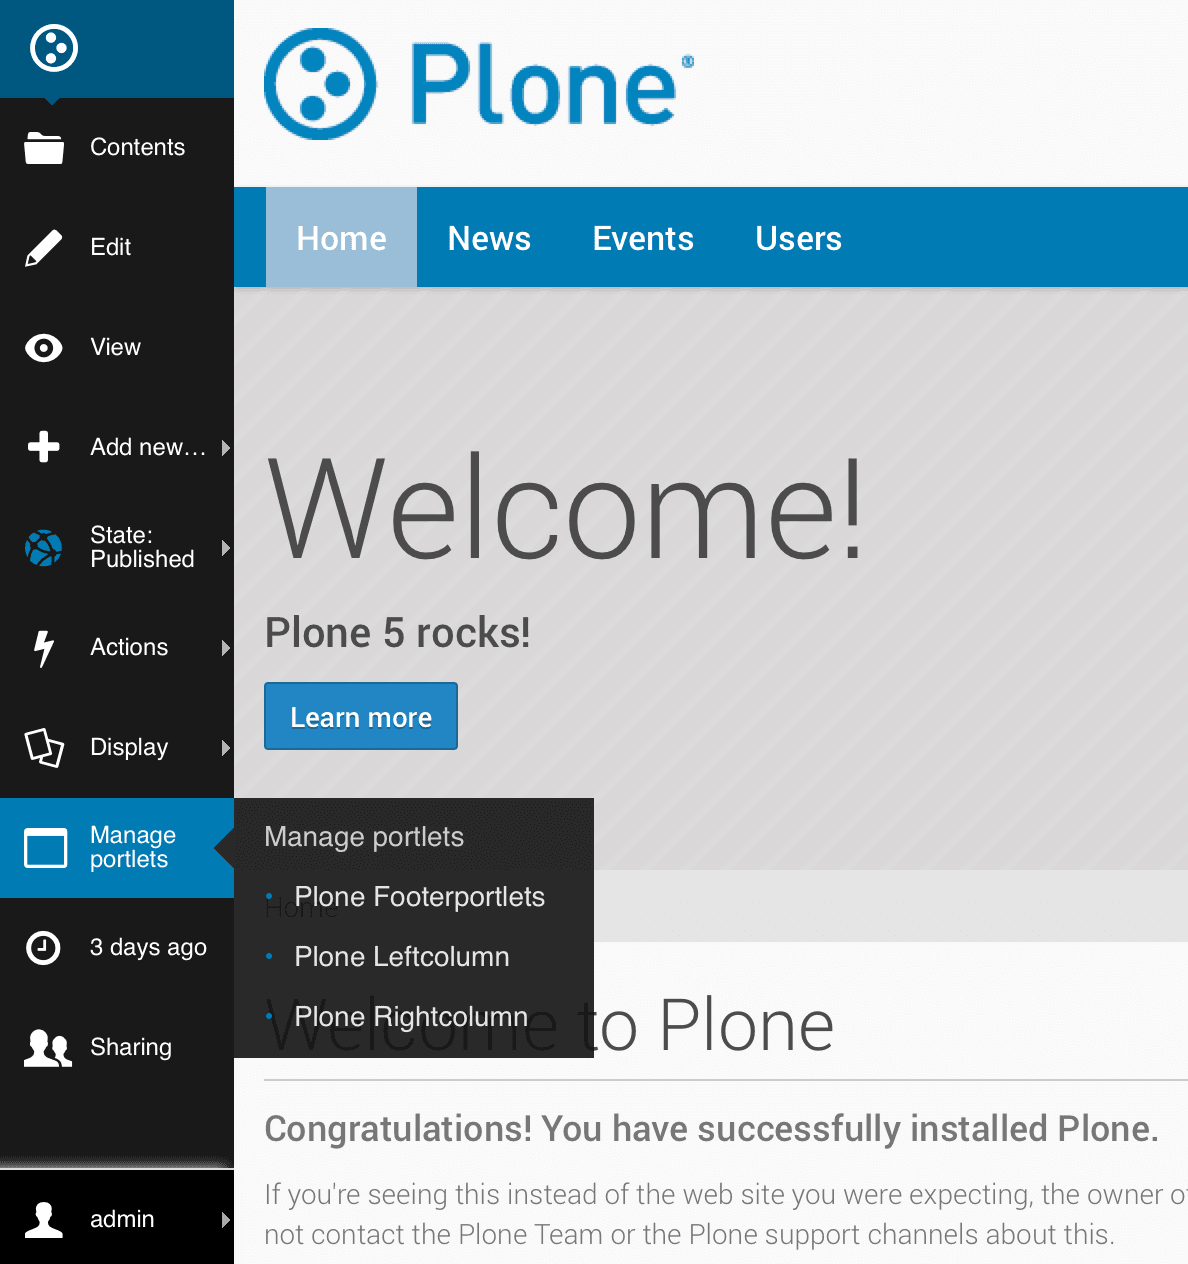 Plone®
Contents
Edit
View
Add new…
State:
Published
Actions
Display
Manage
portlets
3 days ago
Sharing
admin
Home News Events Users
Welcome!
Plone 5 rocks!
Learn more
Manage portlets
• Plone Footerportlets
• Plone Leftcolumn
• Plone Rightcolumn
Home
Welcome to Plone
Congratulations! You have successfully installed Plone.
If you're seeing this instead of the web site you were expecting, the owner
not contact the Plone Team or the Plone support channels about this.